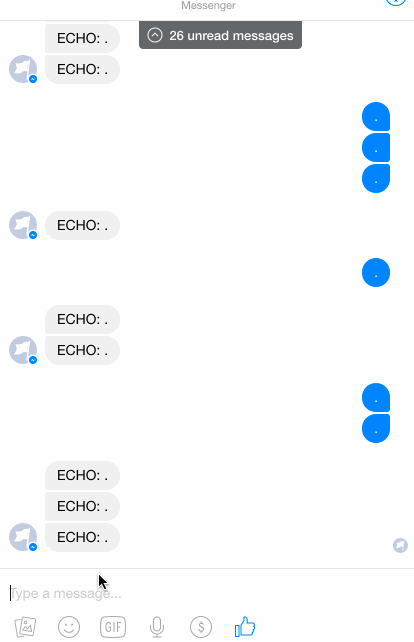 Messenger
ECHO: .
26 unread messages
ECHO: .
.
.
.
ECHO: .
.
ECHO: .
ECHO: .
.
.
ECHO: .
ECHO: .
ECHO: .
Type a message...
GIF
$